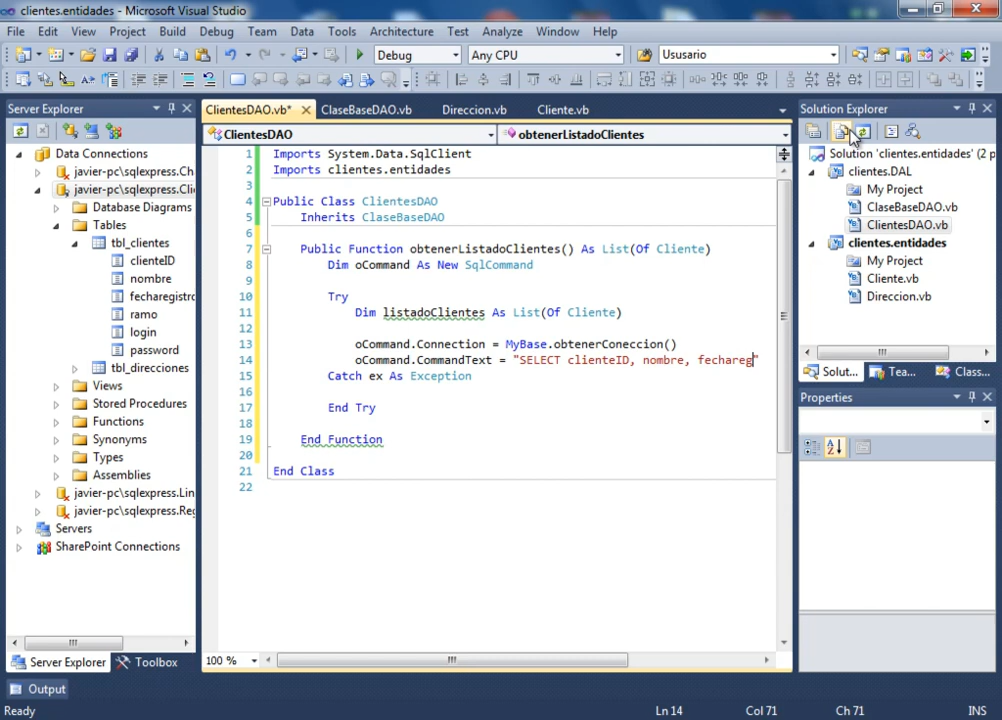 clientes.entidades - Microsoft Visual Studio
File Edit View Project Build Debug Team Data Tools Architecture Test Analyze Window Help
Debug Any CPU Ususario
Server Explorer
Data Connections
javier-pc\sqlexpress.Ch
javier-pc\sqlexpress.Cli
Database Diagrams
Tables
tbl_clientes
clienteID
nombre
fecharegistro
ramo
login
password
tbl_direcciones
Views
Stored Procedures
Functions
Synonyms
Types
Assemblies
javier-pc\sqlexpress.Lin
javier-pc\sqlexpress.Reg
Servers
SharePoint Connections
Server Explorer Toolbox
ClientesDAO.vb* ClaseBaseDAO.vb Direccion.vb Cliente.vb
ClientesDAO obtenerListadoClientes
1 Imports System.Data.SqlClient
2 Imports clientes.entidades
3
4 Public Class ClientesDAO
5 Inherits ClaseBaseDAO
6
7 Public Function obtenerListadoClientes() As List(Of Cliente)
8 Dim oCommand As New SqlCommand
9
10 Try
11 Dim listadoClientes As List(Of Cliente)
12
13 oCommand.Connection = MyBase.obtenerConeccion()
14 oCommand.CommandText = "SELECT clienteID, nombre, fechareg"
15 Catch ex As Exception
16
17 End Try
18
19 End Function
20
21 End Class
22
100 %
Solution Explorer
Solution 'clientes.entidades' (2 p
clientes.DAL
My Project
ClaseBaseDAO.vb
ClientesDAO.vb
clientes.entidades
My Project
Cliente.vb
Direccion.vb
Solut... Tea... Class...
Properties
Output
Ready Ln 14 Col 71 Ch 71 INS